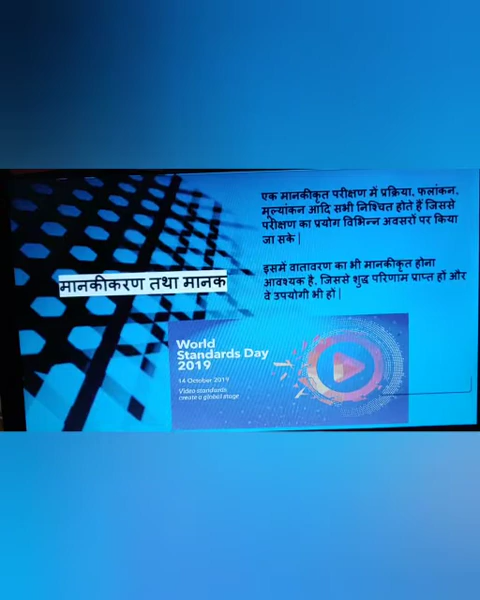 एक मानकीकृत परीक्षण में प्रक्रिया, फलांकन,
मूल्यांकन आदि सभी निश्चित होते हैं जिससे
परीक्षण का प्रयोग विभिन्न अवसरों पर किया
जा सके |
इसमें वातावरण का भी मानकीकृत होना
आवश्यक है, जिससे शुद्ध परिणाम प्राप्त हों और
वे उपयोगी भी हो |
मानकीकरण तथा मानक
World
Standards Day
2019
14 October 2019
Video standards
create a global stage